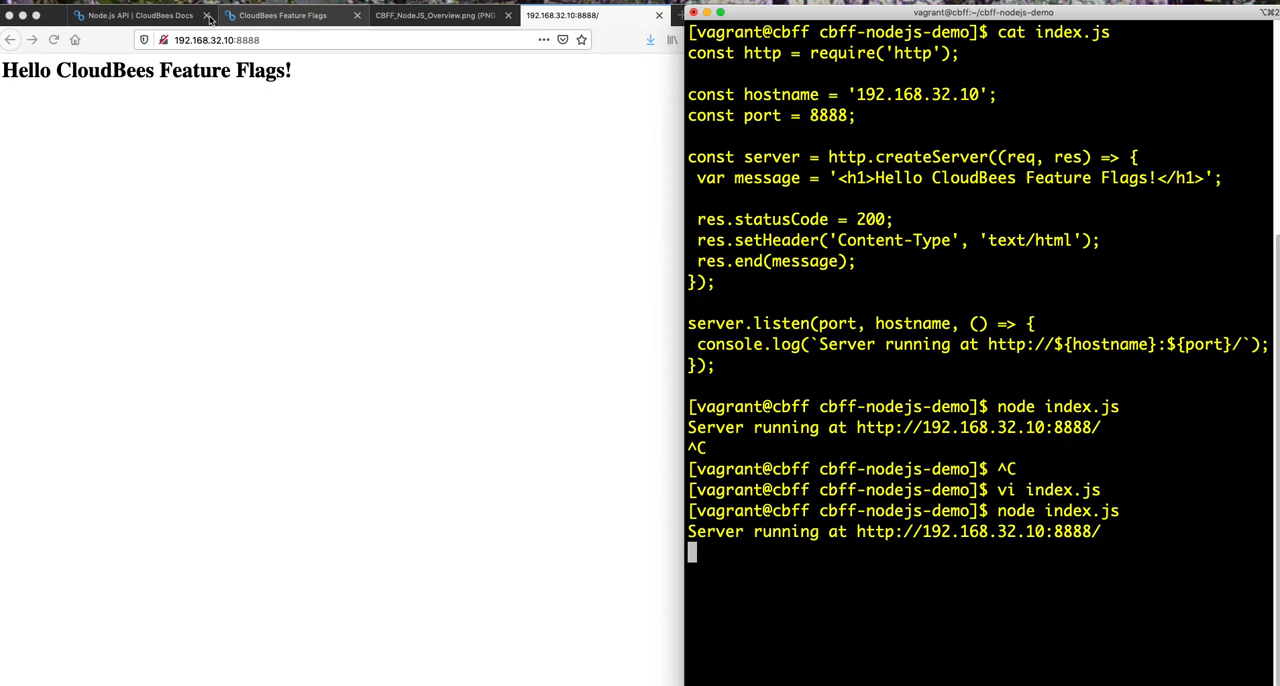 Node.js API | CloudBees Docs
CloudBees Feature Flags
CBFF_NodeJS_Overview.png (PNG
192.168.32.10:8888/
192.168.32.10:8888
Hello CloudBees Feature Flags!
vagrant@cbff:~/cbff-nodejs-demo
⌥⌘2
[vagrant@cbff cbff-nodejs-demo]$ cat index.js
const http = require('http');
const hostname = '192.168.32.10';
const port = 8888;
const server = http.createServer((req, res) => {
var message = '<h1>Hello CloudBees Feature Flags!</h1>';
res.statusCode = 200;
res.setHeader('Content-Type', 'text/html');
res.end(message);
});
server.listen(port, hostname, () => {
console.log(`Server running at http://${hostname}:${port}/`);
});
[vagrant@cbff cbff-nodejs-demo]$ node index.js
Server running at http://192.168.32.10:8888/
^C
[vagrant@cbff cbff-nodejs-demo]$ ^C
[vagrant@cbff cbff-nodejs-demo]$ vi index.js
[vagrant@cbff cbff-nodejs-demo]$ node index.js
Server running at http://192.168.32.10:8888/